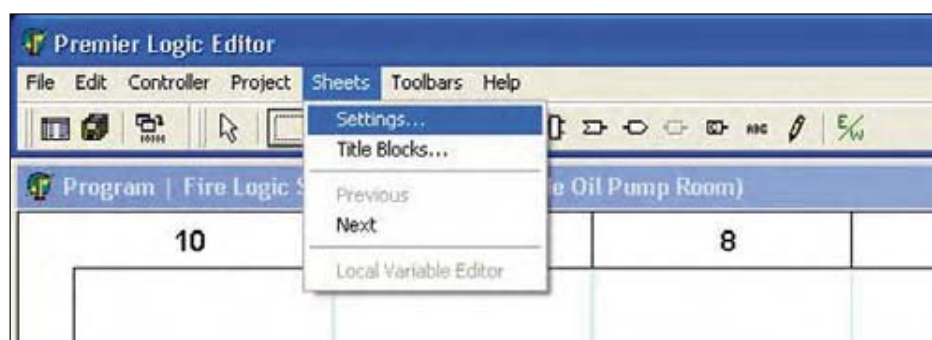 Premier Logic Editor
File Edit Controller Project Sheets Toolbars Help
Settings...
ABC E/W
Title Blocks...
Program | Fire Logic S e Oil Pump Room)
Previous
Next
10 8
Local Variable Editor